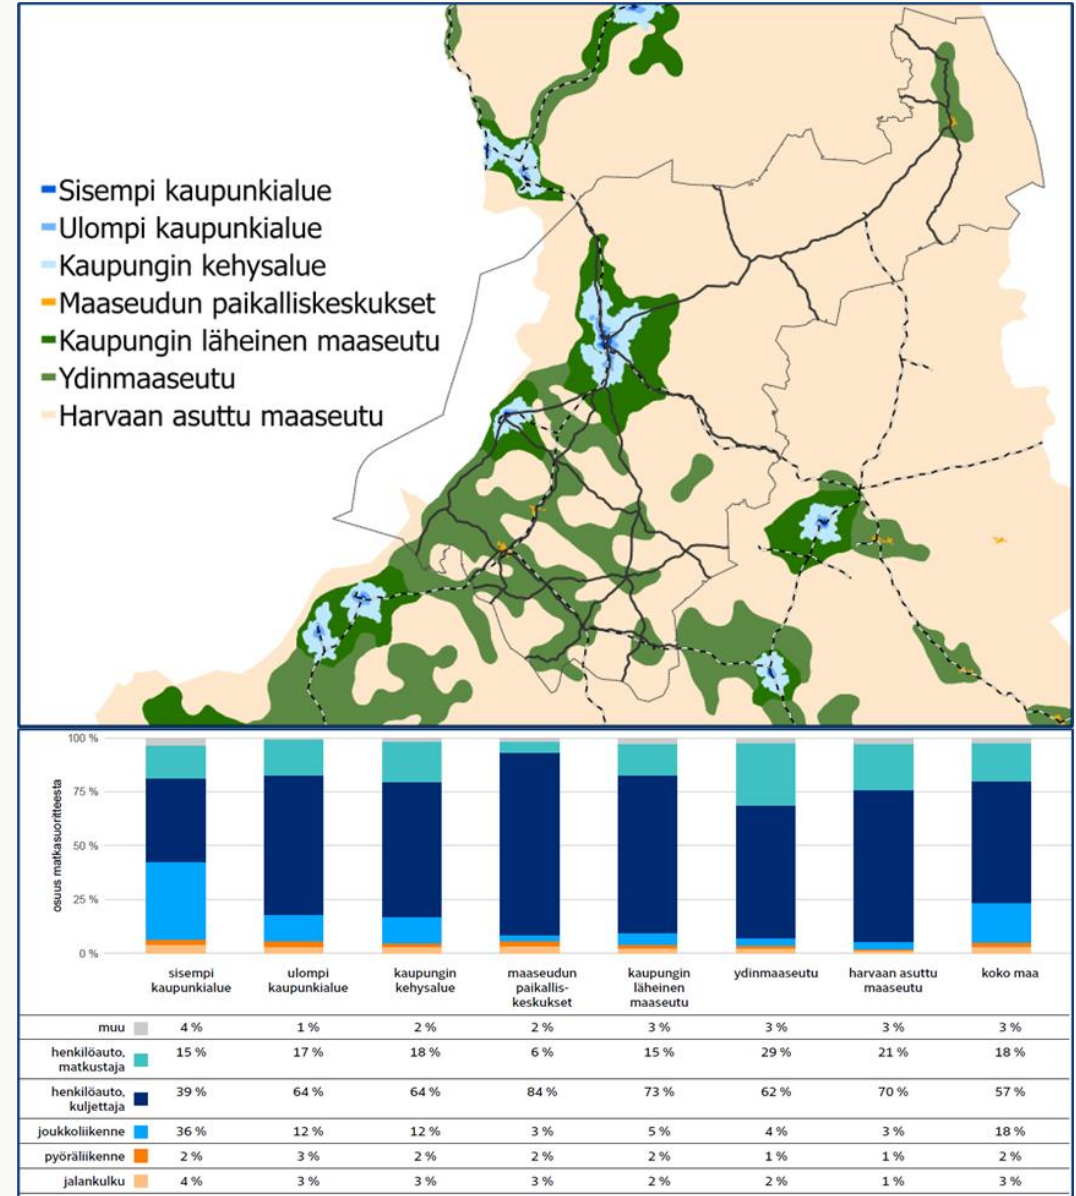 Sisempi kaupunkialue
Ulompi kaupunkialue
Kaupungin kehysalue
Maaseudun paikalliskeskukset
Kaupungin läheinen maaseutu
Ydinmaaseutu
Harvaan asuttu maaseutu
osuus matkasuoritteesta
100 %
75 %
50 %
25 %
0 %
sisempi kaupunkialue
ulompi kaupunkialue
kaupungin kehysalue
maaseudun paikallis-keskukset
kaupungin läheinen maaseutu
ydinmaaseutu
harvaan asuttu maaseutu
koko maa
muu 4 % 1 % 2 % 2 % 3 % 3 % 3 % 3 %
henkilöauto, matkustaja 15 % 17 % 18 % 6 % 15 % 29 % 21 % 18 %
henkilöauto, kuljettaja 39 % 64 % 64 % 84 % 73 % 62 % 70 % 57 %
joukkoliikenne 36 % 12 % 12 % 3 % 5 % 4 % 3 % 18 %
pyöräliikenne 2 % 3 % 2 % 2 % 2 % 1 % 1 % 2 %
jalankulku 4 % 3 % 3 % 3 % 2 % 2 % 1 % 3 %